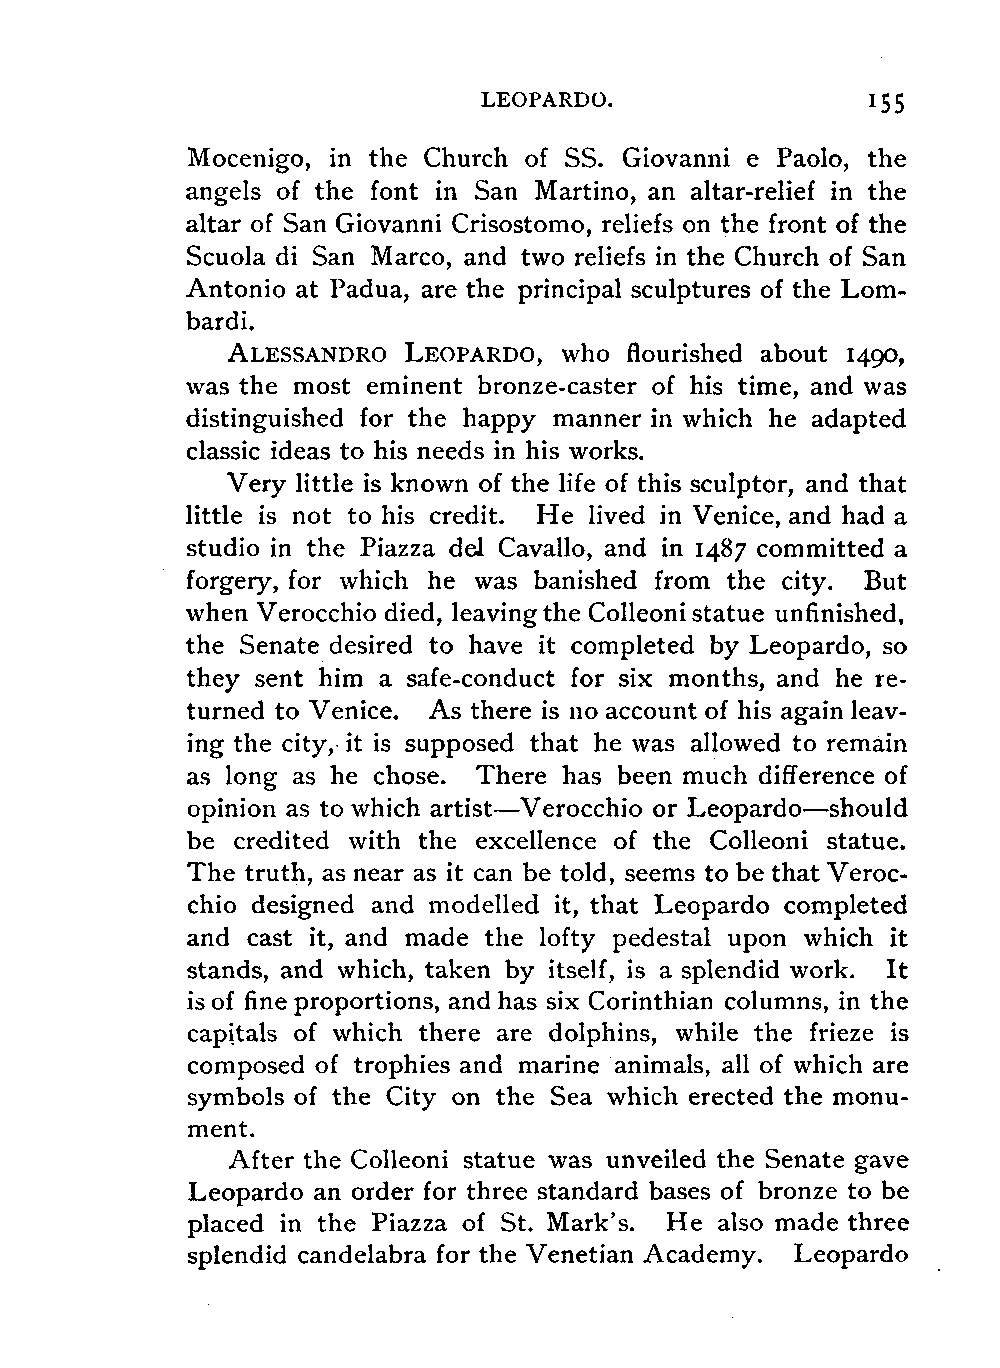 LEOPARDO. 155
Mocenigo, in the Church of SS. Giovanni e Paolo, the
angels of the font in San Martino, an altar-relief in the
altar of San Giovanni Crisostomo, reliefs on the front of the
Scuola di San Marco, and two reliefs in the Church of San
Antonio at Padua, are the principal sculptures of the Lom-
bardi.
ALESSANDRO LEOPARDO, who flourished about 1490,
was the most eminent bronze-caster of his time, and was
distinguished for the happy manner in which he adapted
classic ideas to his needs in his works.
Very little is known of the life of this sculptor, and that
little is not to his credit. He lived in Venice, and had a
studio in the Piazza del Cavallo, and in 1487 committed a
forgery, for which he was banished from the city. But
when Verocchio died, leaving the Colleoni statue unfinished,
the Senate desired to have it completed by Leopardo, so
they sent him a safe-conduct for six months, and he re-
turned to Venice. As there is no account of his again leav-
ing the city, it is supposed that he was allowed to remain
as long as he chose. There has been much difference of
opinion as to which artist—Verocchio or Leopardo—should
be credited with the excellence of the Colleoni statue.
The truth, as near as it can be told, seems to be that Veroc-
chio designed and modelled it, that Leopardo completed
and cast it, and made the lofty pedestal upon which it
stands, and which, taken by itself, is a splendid work. It
is of fine proportions, and has six Corinthian columns, in the
capitals of which there are dolphins, while the frieze is
composed of trophies and marine animals, all of which are
symbols of the City on the Sea which erected the monu-
ment.
After the Colleoni statue was unveiled the Senate gave
Leopardo an order for three standard bases of bronze to be
placed in the Piazza of St. Mark's. He also made three
splendid candelabra for the Venetian Academy. Leopardo